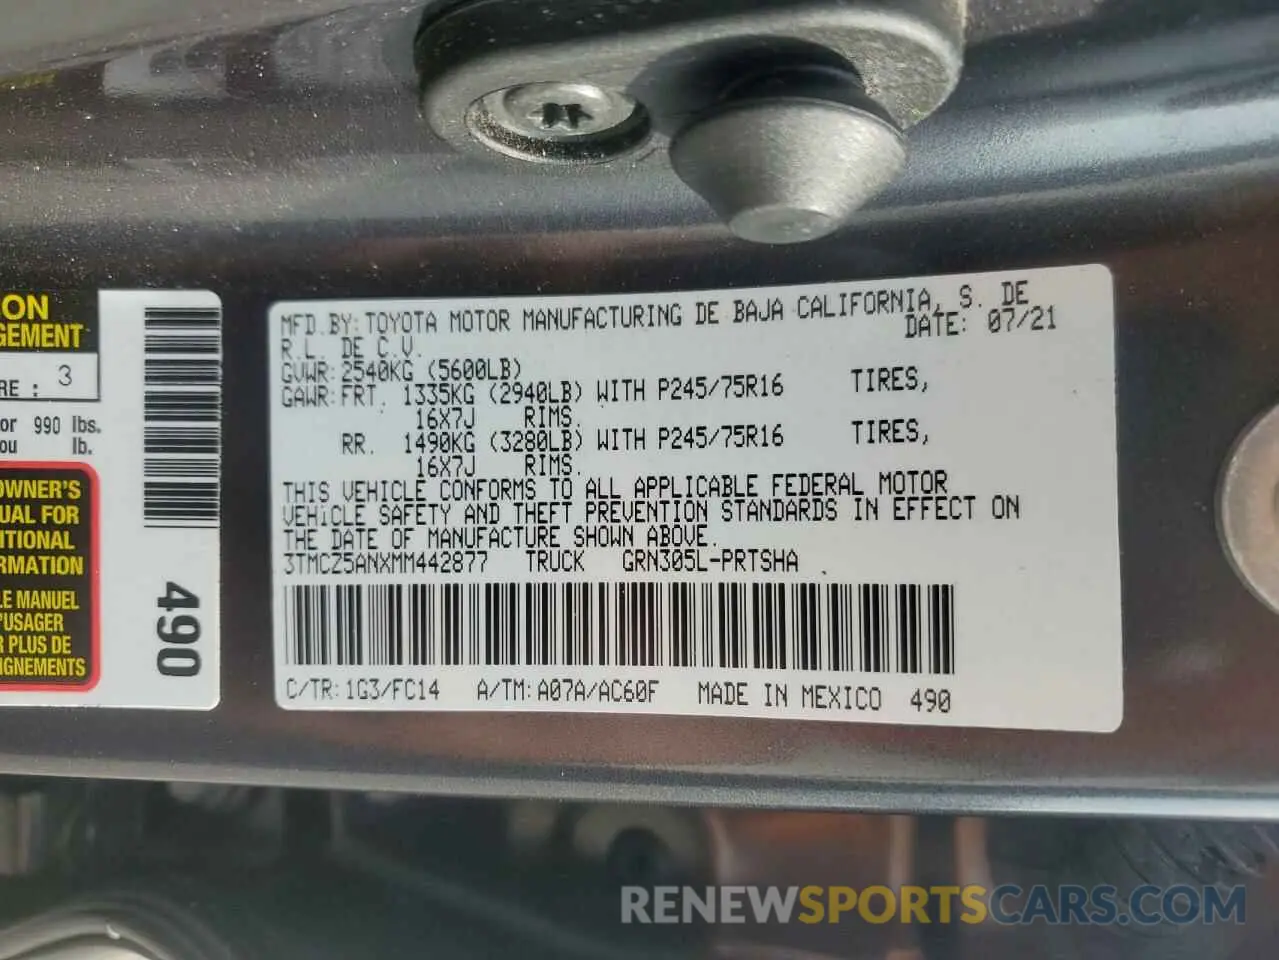 ON
GEMENT
RE : 3
or 990 lbs.
ou lb.
OWNER'S
UAL FOR
ITIONAL
RMATION
LE MANUEL
'USAGER
R PLUS DE
IGNEMENTS
490
MFD. BY: TOYOTA MOTOR MANUFACTURING DE BAJA CALIFORNIA, S. DE
R.L. DE C.V. DATE: 07/21
GVWR: 2540KG (5600LB)
GAWR: FRT. 1335KG (2940LB) WITH P245/75R16 TIRES,
16X7J RIMS.
RR. 1490KG (3280LB) WITH P245/75R16 TIRES,
16X7J RIMS.
THIS VEHICLE CONFORMS TO ALL APPLICABLE FEDERAL MOTOR
VEHICLE SAFETY AND THEFT PREVENTION STANDARDS IN EFFECT ON
THE DATE OF MANUFACTURE SHOWN ABOVE.
3TMCZ5ANXMM442877 TRUCK GRN305L-PRTSHA
C/TR: 1G3/FC14 A/TM: A07A/AC60F MADE IN MEXICO 490
RENEWSPORTSCARS.COM